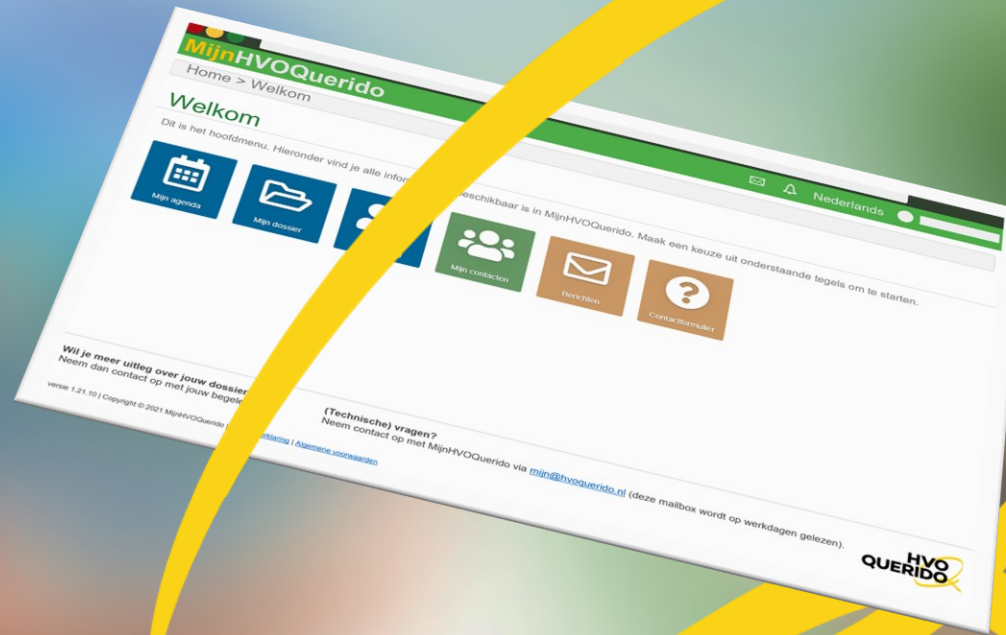 MijnHVOQuerido
Nederlands
Home > Welkom
Welkom
Dit is het hoofdmenu. Hieronder vind je alle beschikbaar is in MijnHVOQuerido. Maak een keuze uit onderstaande tegels om te starten.
Mijn agenda
Mijn dossier
Mijn contacten
Berichten
Contactformulier
Wil je meer uitleg over jouw dossier
Neem dan contact op met jouw
(Technische) vragen?
Neem contact op met MijnHVOQuerido via mijn@hvoquerido.nl (deze mailbox wordt op werkdagen gelezen).
versie 1.21.10 | Copyright © 2021 MijnHVOQuerido | | Algemene voorwaarden
HVO
QUERIDO